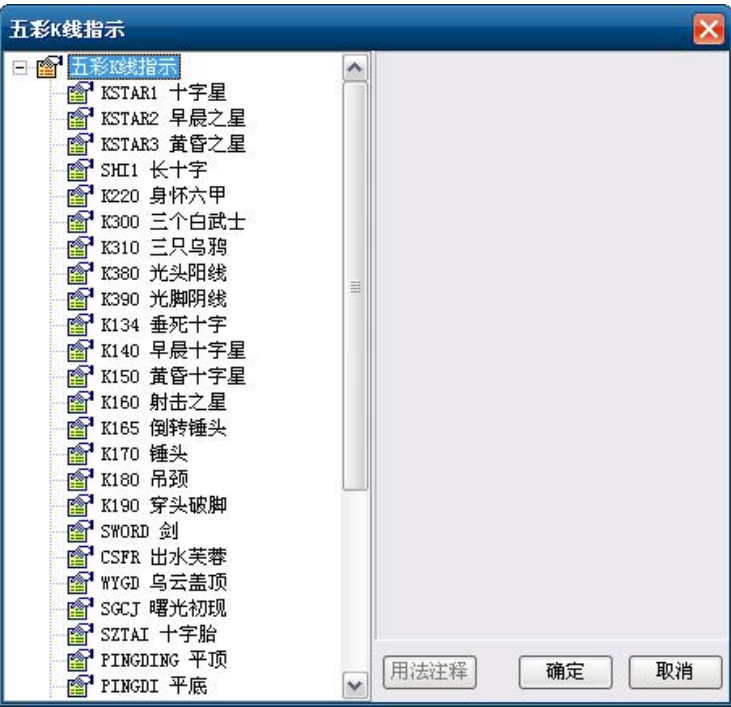 五彩K线指示
五彩K线指示
KSTAR1 十字星
KSTAR2 早晨之星
KSTAR3 黄昏之星
SHI1 长十字
K220 身怀六甲
K300 三个白武士
K310 三只乌鸦
K380 光头阳线
K390 光脚阴线
K134 垂死十字
K140 早晨十字星
K150 黄昏十字星
K160 射击之星
K165 倒转锤头
K170 锤头
K180 吊颈
K190 穿头破脚
SWORD 剑
CSFR 出水芙蓉
WYGD 乌云盖顶
SGCJ 曙光初现
SZTAI 十字胎
PINGDING 平顶
PINGDI 平底
用法注释 确定 取消